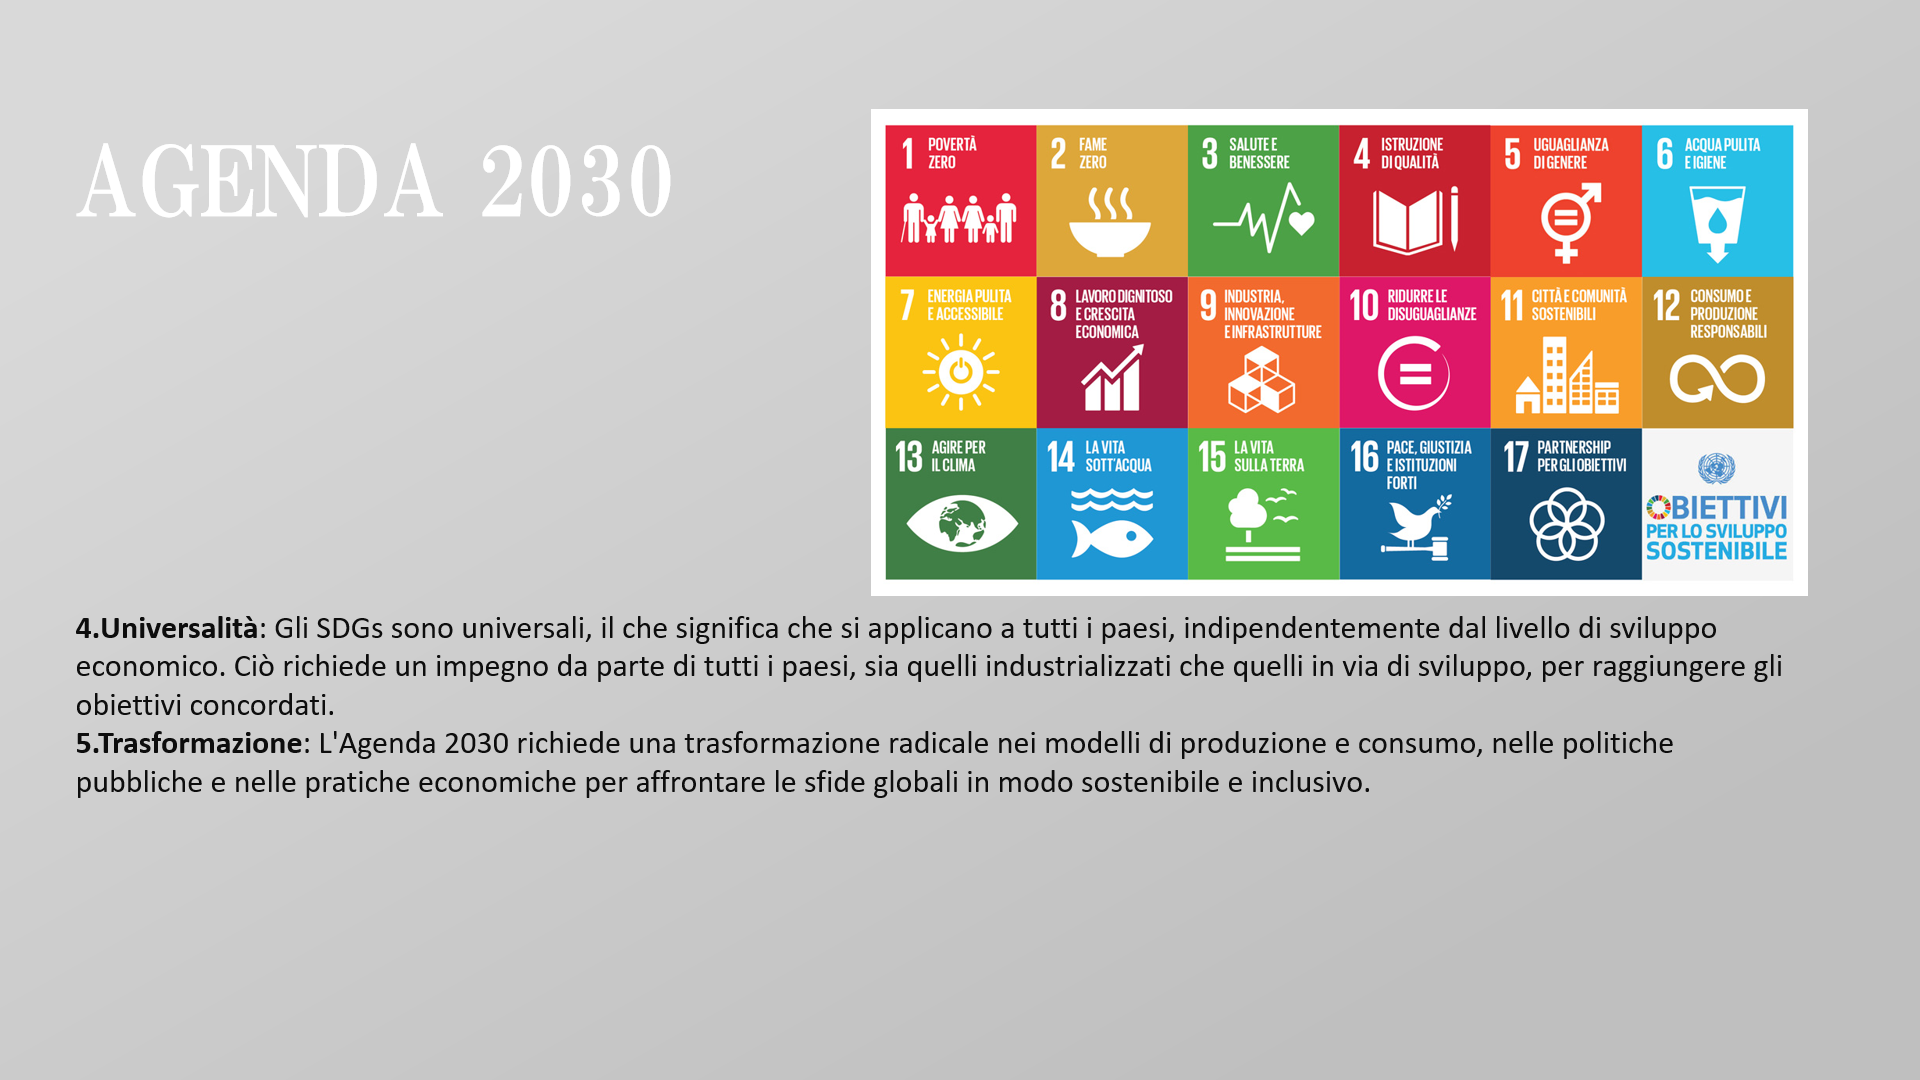 AGENDA 2030
1 POVERTÀ
ZERO
2 FAME
ZERO
3 SALUTE E
BENESSERE
4 ISTRUZIONE
DI QUALITÀ
5 UGUAGLIANZA
DI GENERE
6 ACQUA PULITA
E IGIENE
7 ENERGIA PULITA
E ACCESSIBILE
8 LAVORO DIGNITOSO
E CRESCITA
ECONOMICA
9 INDUSTRIA,
INNOVAZIONE
E INFRASTRUTTURE
10 RIDURRE LE
DISUGUAGLIANZE
11 CITTÀ E COMUNITÀ
SOSTENIBILI
12 CONSUMO E
PRODUZIONE
RESPONSABILI
13 AGIRE PER
IL CLIMA
14 LA VITA
SOTT'ACQUA
15 LA VITA
SULLA TERRA
16 PACE, GIUSTIZIA
E ISTITUZIONI
FORTI
17 PARTNERSHIP
PER GLI OBIETTIVI
OBIETTIVI
PER LO SVILUPPO
SOSTENIBILE
4.Universalità: Gli SDGs sono universali, il che significa che si applicano a tutti i paesi, indipendentemente dal livello di sviluppo
economico. Ciò richiede un impegno da parte di tutti i paesi, sia quelli industrializzati che quelli in via di sviluppo, per raggiungere gli
obiettivi concordati.
5.Trasformazione: L'Agenda 2030 richiede una trasformazione radicale nei modelli di produzione e consumo, nelle politiche
pubbliche e nelle pratiche economiche per affrontare le sfide globali in modo sostenibile e inclusivo.